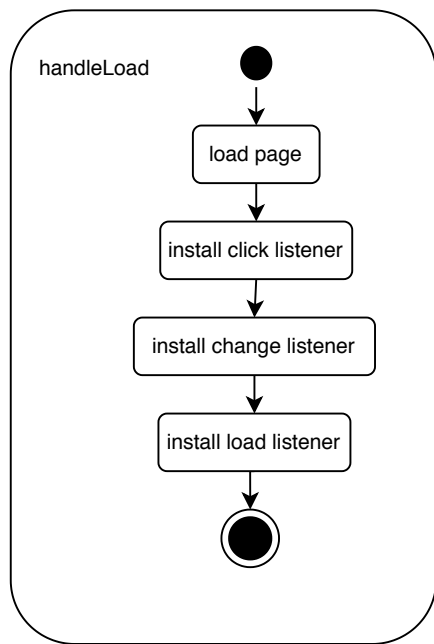 handleLoad
load page
install click listener
install change listener
install load listener